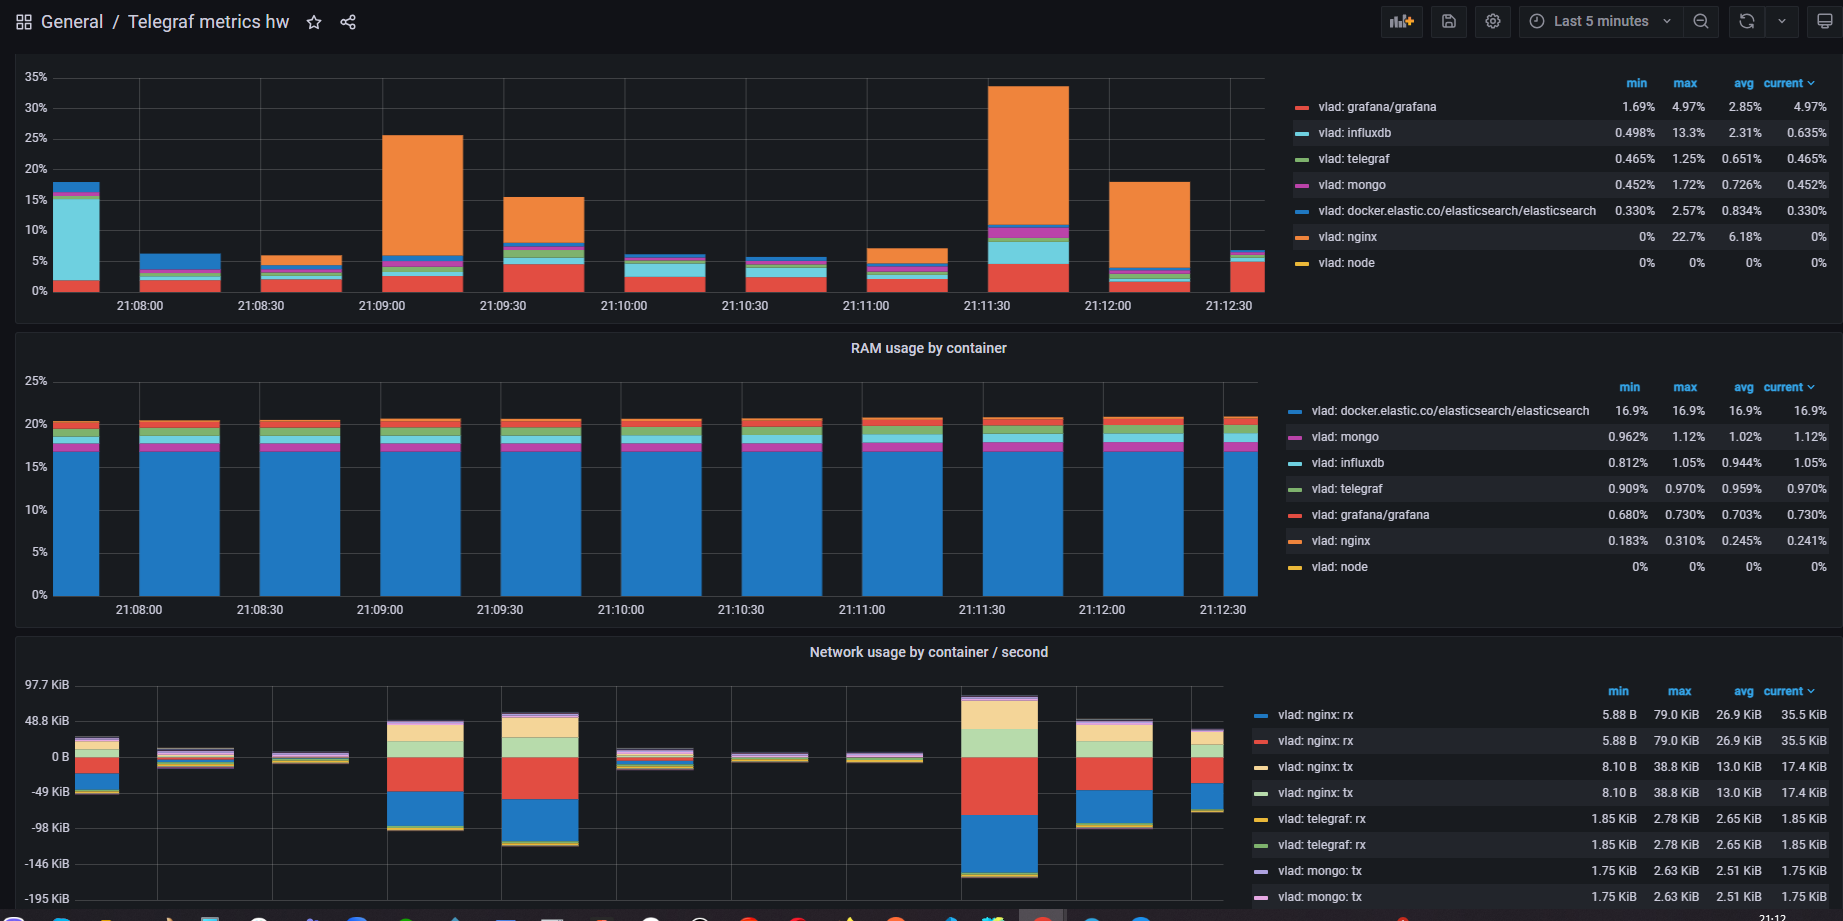 General / Telegraf metrics hw
Last 5 minutes
35%
30%
25%
20%
15%
10%
5%
0%
21:08:00 21:08:30 21:09:00 21:09:30 21:10:00 21:10:30 21:11:00 21:11:30 21:12:00 21:12:30
min max avg current
vlad: grafana/grafana 1.69% 4.97% 2.85% 4.97%
vlad: influxdb 0.498% 13.3% 2.31% 0.635%
vlad: telegraf 0.465% 1.25% 0.651% 0.465%
vlad: mongo 0.452% 1.72% 0.726% 0.452%
vlad: docker.elastic.co/elasticsearch/elasticsearch 0.330% 2.57% 0.834% 0.330%
vlad: nginx 0% 22.7% 6.18% 0%
vlad: node 0% 0% 0% 0%
RAM usage by container
25%
20%
15%
10%
5%
0%
21:08:00 21:08:30 21:09:00 21:09:30 21:10:00 21:10:30 21:11:00 21:11:30 21:12:00 21:12:30
min max avg current
vlad: docker.elastic.co/elasticsearch/elasticsearch 16.9% 16.9% 16.9% 16.9%
vlad: mongo 0.962% 1.12% 1.02% 1.12%
vlad: influxdb 0.812% 1.05% 0.944% 1.05%
vlad: telegraf 0.909% 0.970% 0.959% 0.970%
vlad: grafana/grafana 0.680% 0.730% 0.703% 0.730%
vlad: nginx 0.183% 0.310% 0.245% 0.241%
vlad: node 0% 0% 0% 0%
Network usage by container / second
97.7 KiB
48.8 KiB
0 B
-49 KiB
-98 KiB
-146 KiB
-195 KiB
min max avg current
vlad: nginx: rx 5.88 B 79.0 KiB 26.9 KiB 35.5 KiB
vlad: nginx: rx 5.88 B 79.0 KiB 26.9 KiB 35.5 KiB
vlad: nginx: tx 8.10 B 38.8 KiB 13.0 KiB 17.4 KiB
vlad: nginx: tx 8.10 B 38.8 KiB 13.0 KiB 17.4 KiB
vlad: telegraf: rx 1.85 KiB 2.78 KiB 2.65 KiB 1.85 KiB
vlad: telegraf: rx 1.85 KiB 2.78 KiB 2.65 KiB 1.85 KiB
vlad: mongo: tx 1.75 KiB 2.63 KiB 2.51 KiB 1.75 KiB
vlad: mongo: tx 1.75 KiB 2.63 KiB 2.51 KiB 1.75 KiB
21:12